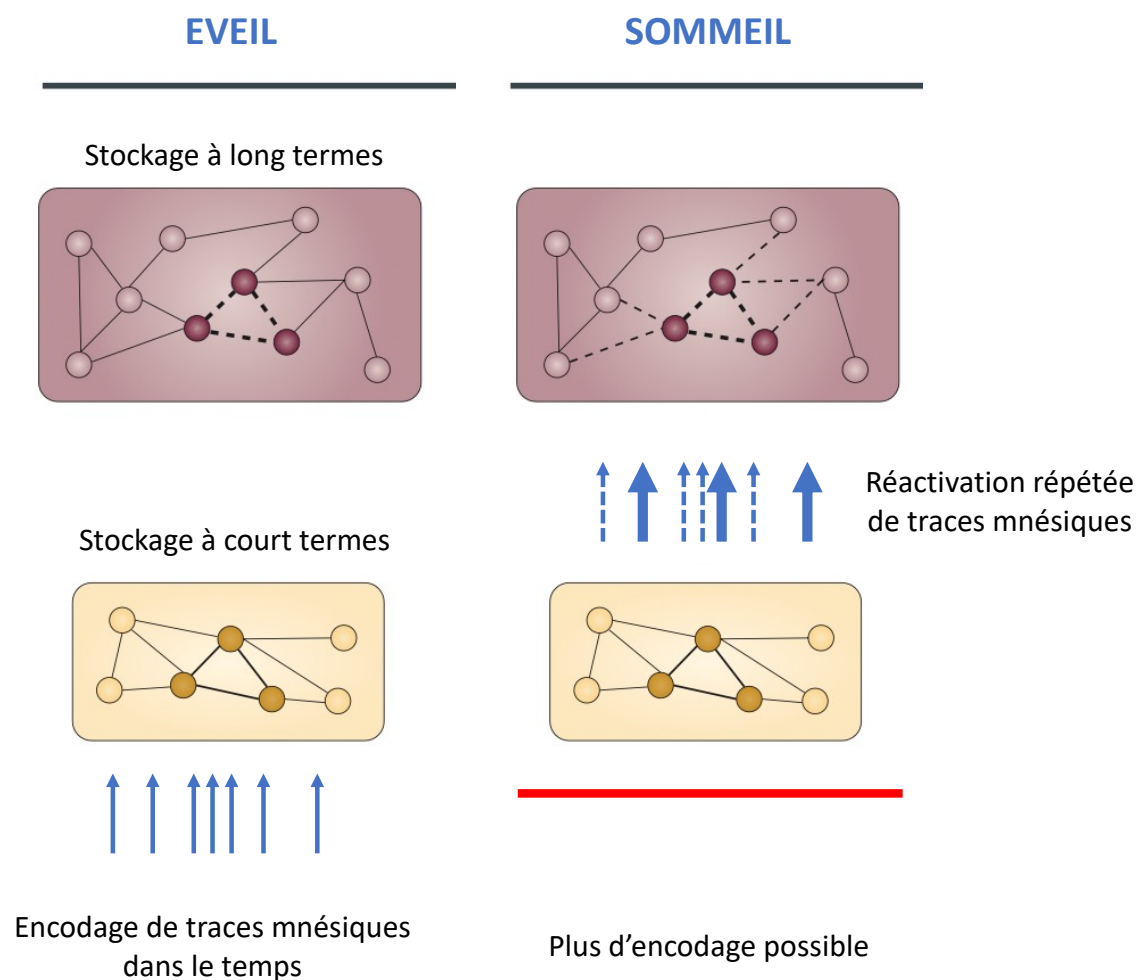 EVEIL
SOMMEIL
Stockage à long termes
Réactivation répétée
de traces mnésiques
Stockage à court termes
Encodage de traces mnésiques
dans le temps
Plus d’encodage possible